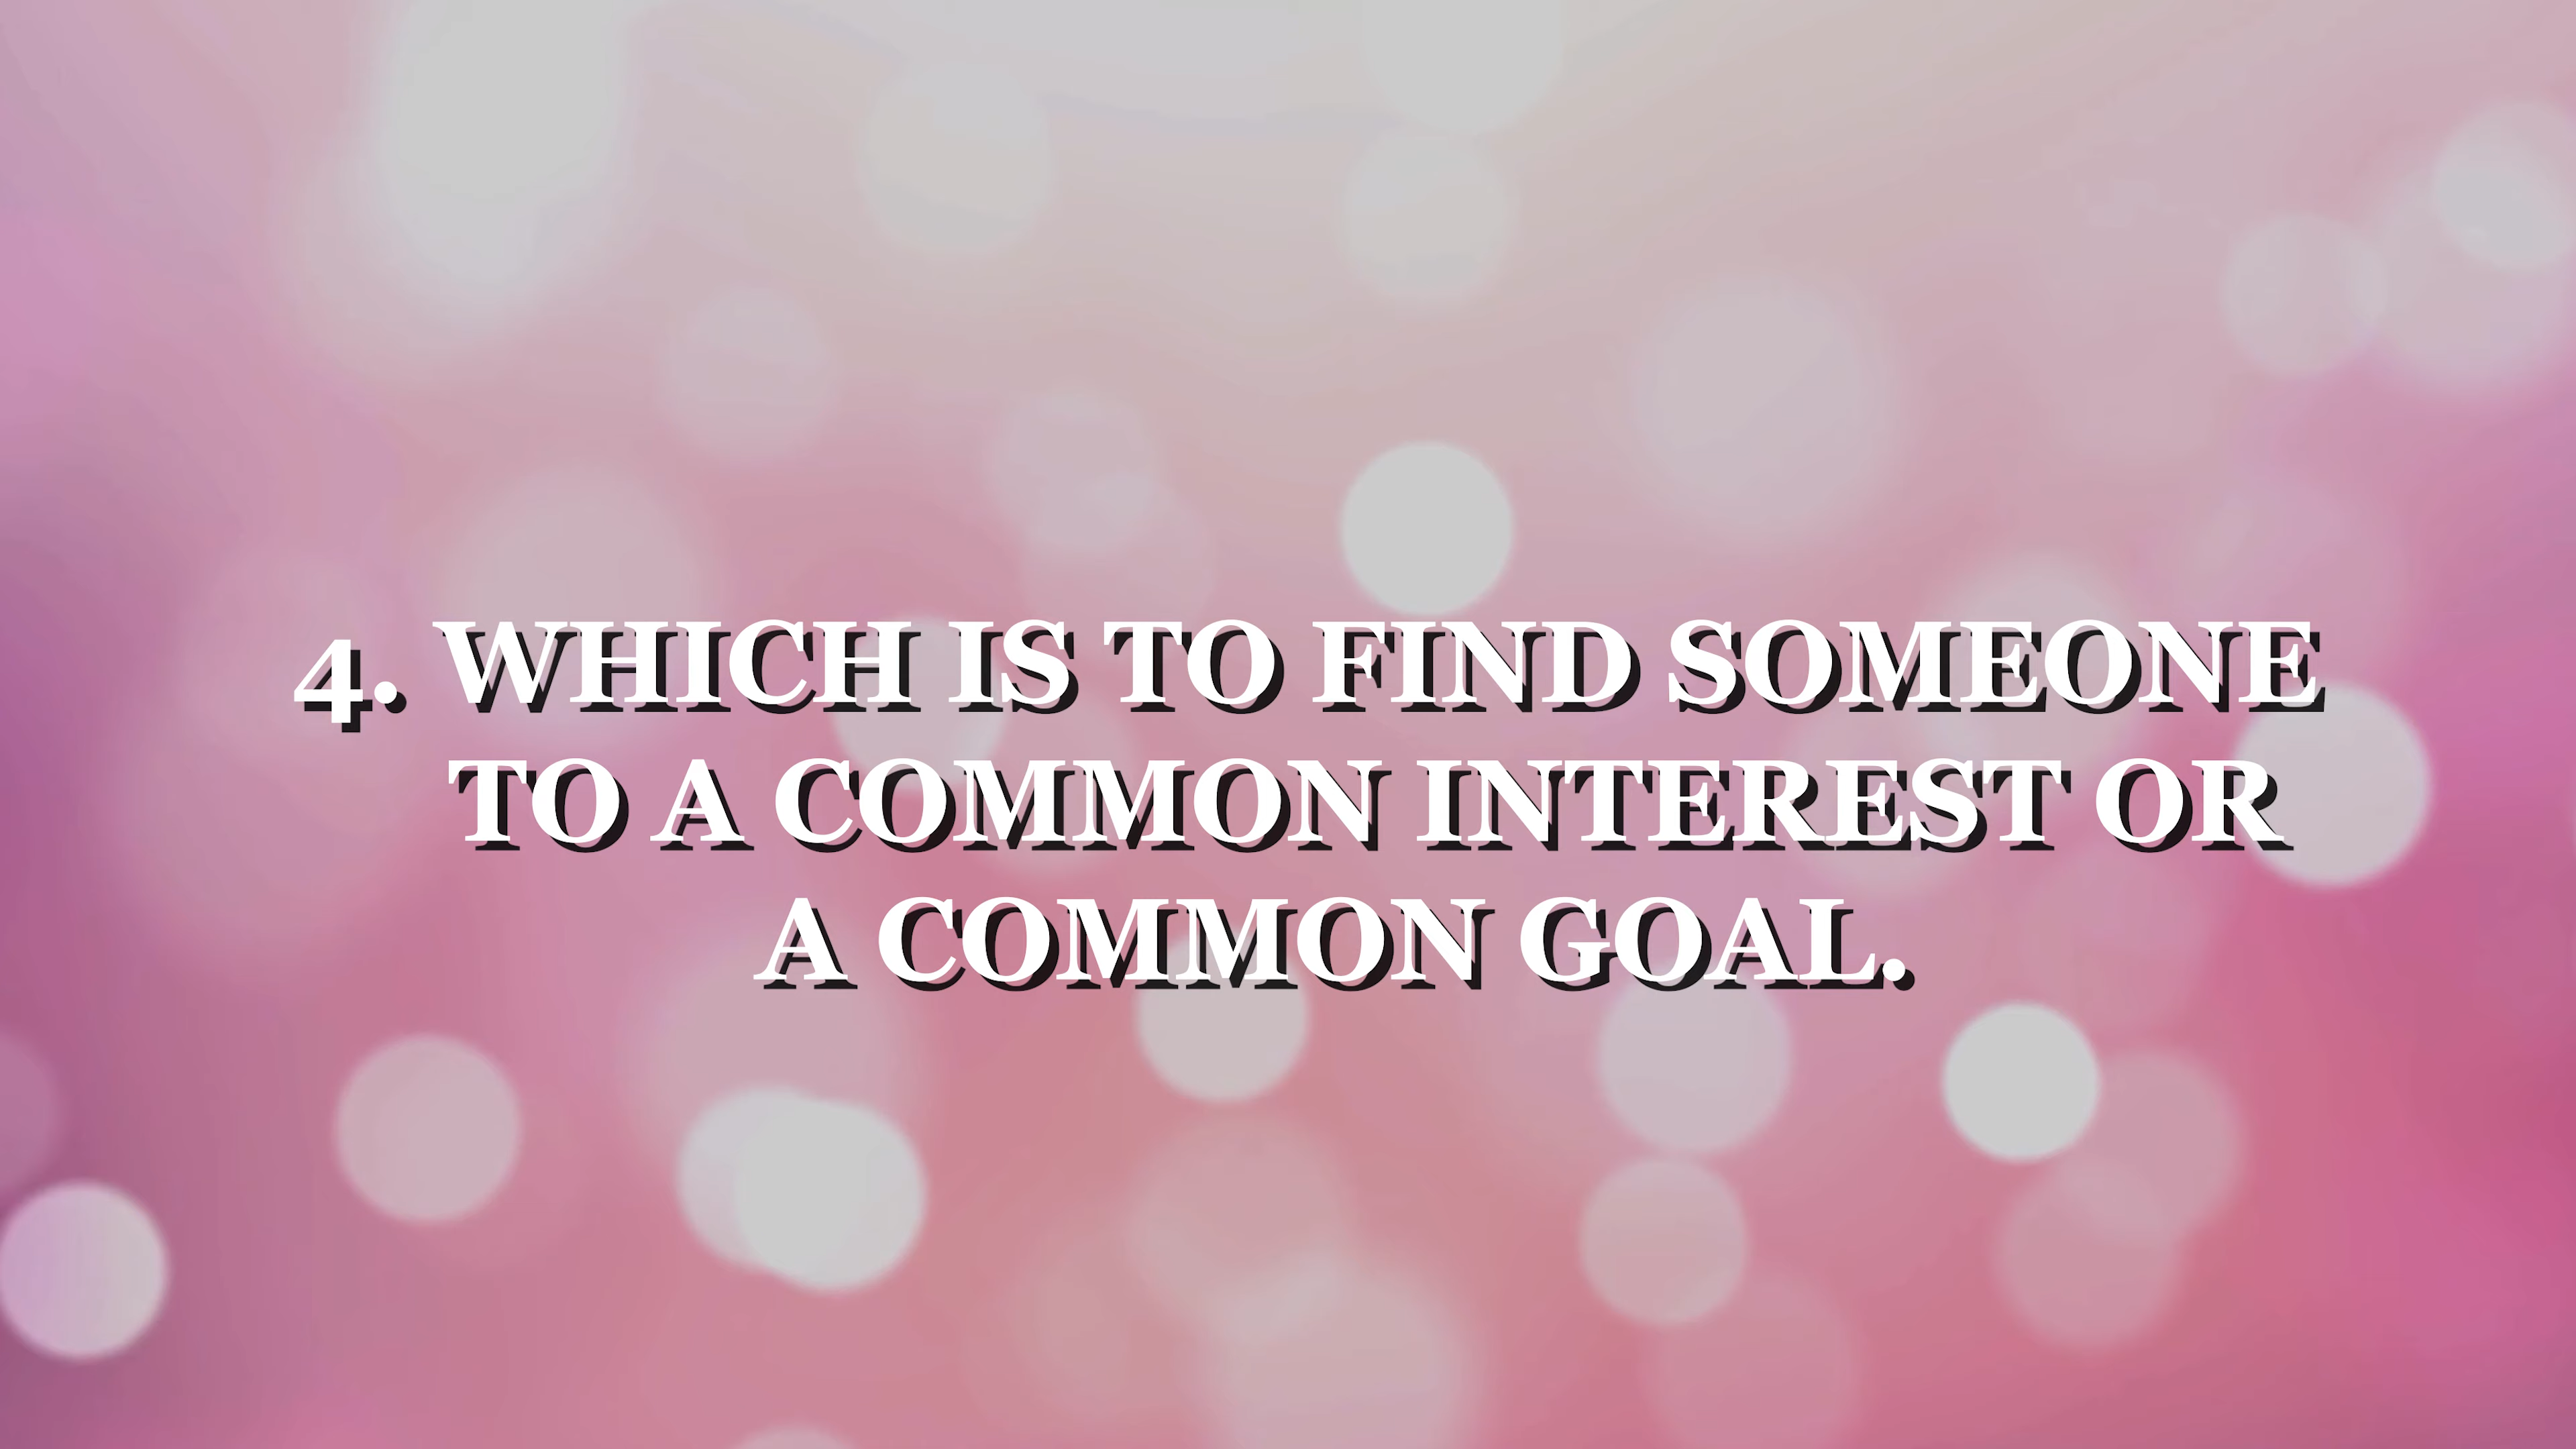 4. WHICH IS TO FIND SOMEONE
TO A COMMON INTEREST OR
A COMMON GOAL.